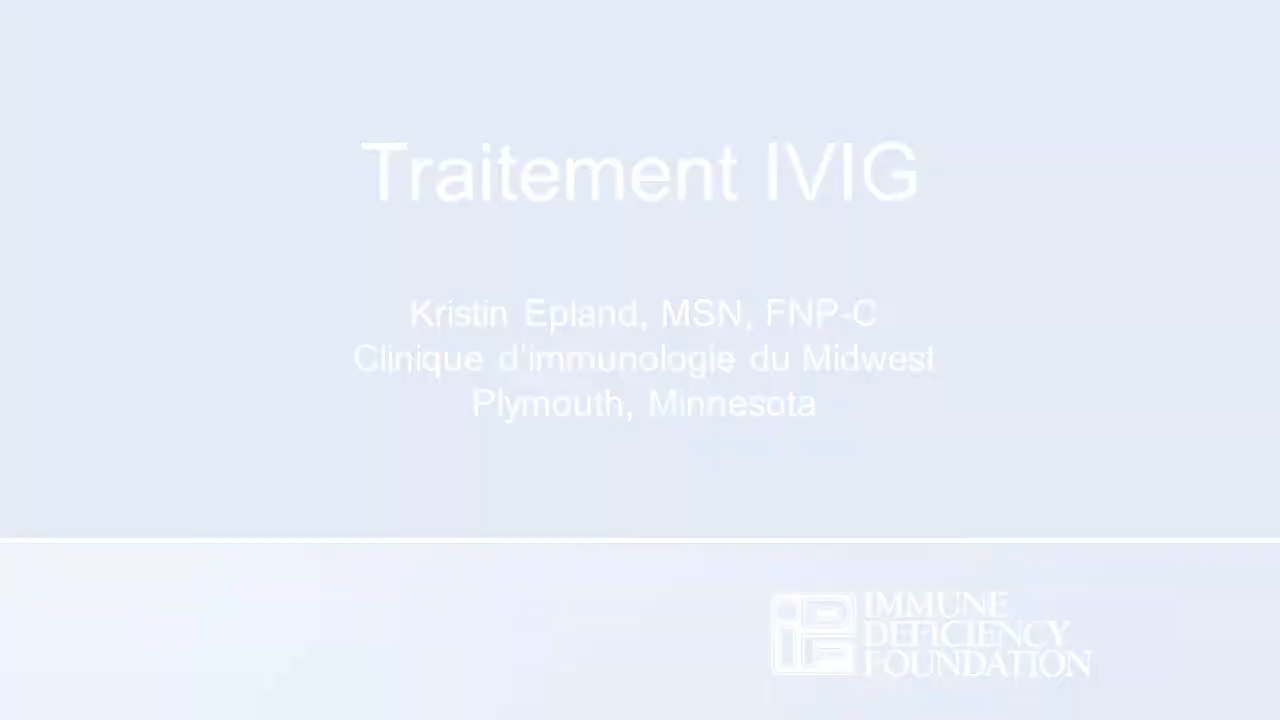 Traitement IVIG
Kristin Epland, MSN, FNP-C
Clinique d'immunologie du Midwest
Plymouth, Minnesota
IMMUNE
DEFICIENCY
FOUNDATION